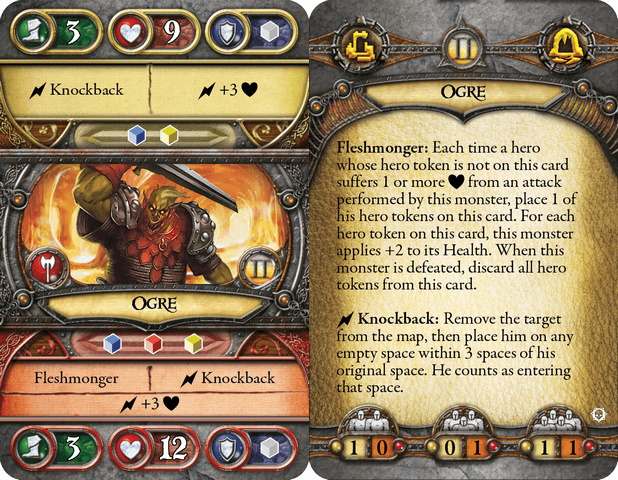 3 9
Knockback +3
II
OGRE
Fleshmonger Knockback
+3
3 12
II
OGRE
Fleshmonger: Each time a hero
whose hero token is not on this card
suffers 1 or more from an attack
performed by this monster, place 1 of
his hero tokens on this card. For each
hero token on this card, this monster
applies +2 to its Health. When this
monster is defeated, discard all hero
tokens from this card.
Knockback: Remove the target
from the map, then place him on any
empty space within 3 spaces of his
original space. He counts as entering
that space.
1 0 0 1 1 1